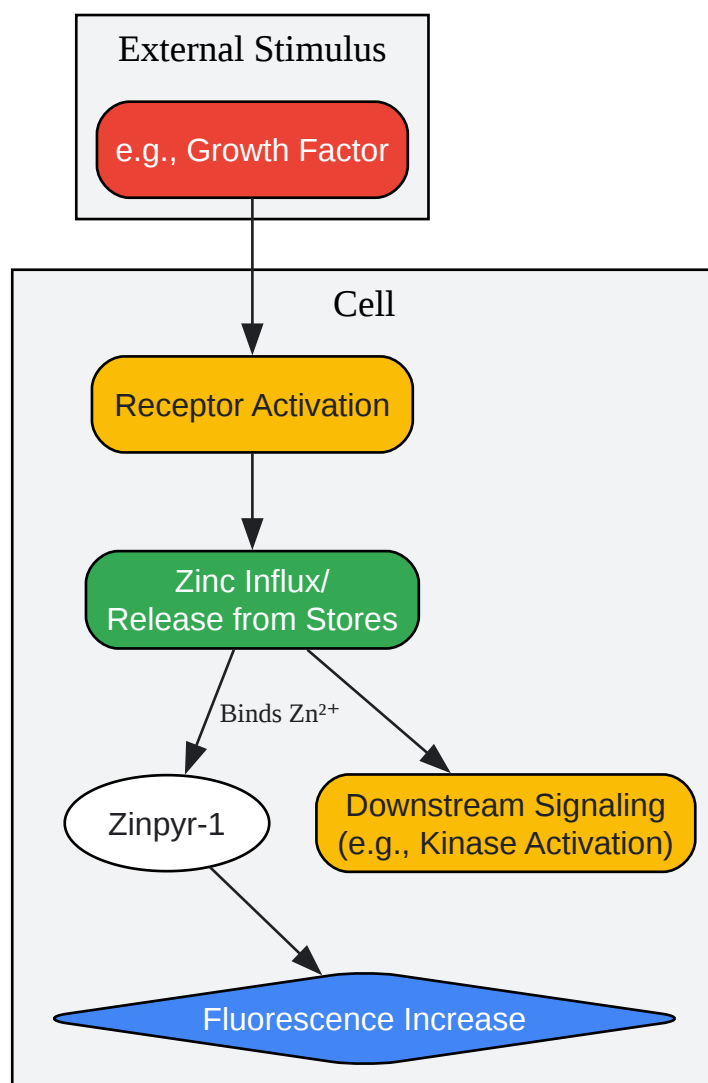 External Stimulus
e.g., Growth Factor
Cell
Receptor Activation
Zinc Influx/
Release from Stores
Binds Zn²⁺
Zinpyr-1
Downstream Signaling
(e.g., Kinase Activation)
Fluorescence Increase